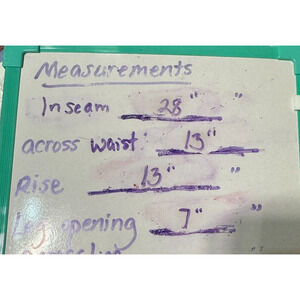 Measurements
Inseam 28" "
across waist 13"
Rise 13" "
Leg opening 7" "